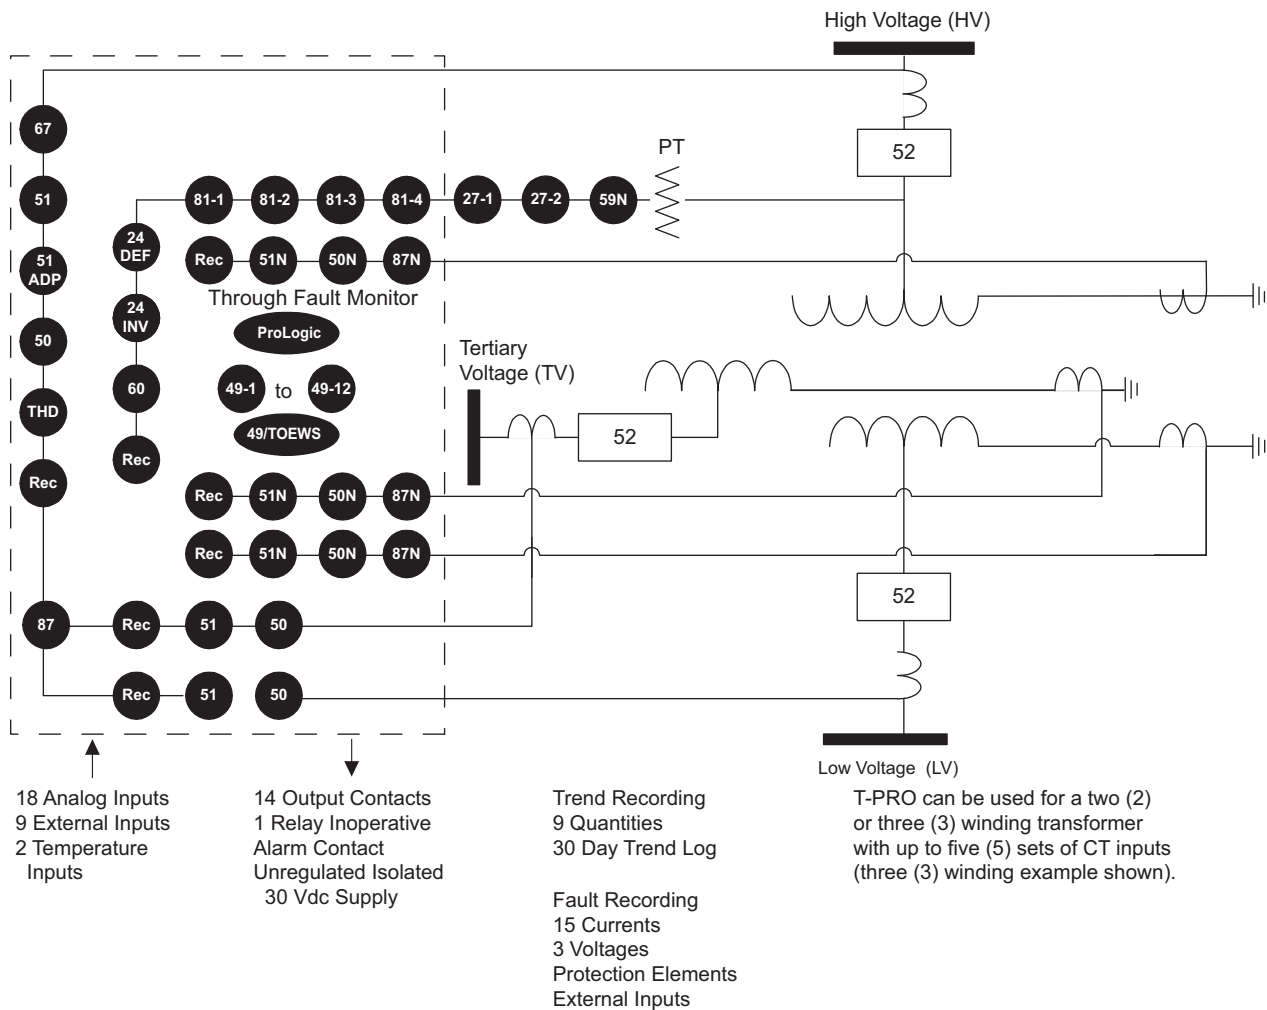 High Voltage (HV)
67
52
PT
51
81-1 81-2 81-3 81-4 27-1 27-2 59N
24
DEF
51
ADP
Rec 51N 50N 87N
Through Fault Monitor
24
INV
ProLogic
50
Tertiary
Voltage (TV)
60
49-1 to 49-12
THD
49/TOEWS
52
Rec
Rec
Rec 51N 50N 87N
Rec 51N 50N 87N
52
87 Rec 51 50
Rec 51 50
Low Voltage (LV)
18 Analog Inputs
9 External Inputs
2 Temperature
Inputs
14 Output Contacts
1 Relay Inoperative
Alarm Contact
Unregulated Isolated
30 Vdc Supply
Trend Recording
9 Quantities
30 Day Trend Log
Fault Recording
15 Currents
3 Voltages
Protection Elements
External Inputs
T-PRO can be used for a two (2)
or three (3) winding transformer
with up to five (5) sets of CT inputs
(three (3) winding example shown).